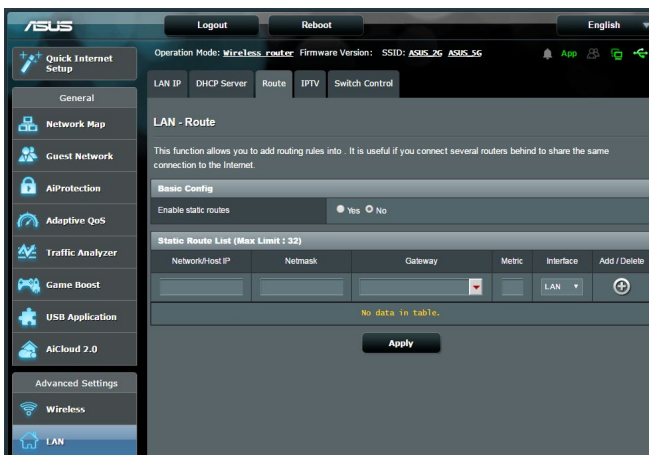 ASUS
Logout
Reboot
English
Quick Internet
Setup
Operation Mode: Wireless router Firmware Version: SSID: ASUS_2G ASUS_5G
App
General
Network Map
Guest Network
AiProtection
Adaptive QoS
Traffic Analyzer
Game Boost
USB Application
AiCloud 2.0
Advanced Settings
Wireless
LAN
LAN IP
DHCP Server
Route
IPTV
Switch Control
LAN - Route
This function allows you to add routing rules into . It is useful if you connect several routers behind to share the same
connection to the Internet.
Basic Config
Enable static routes
Yes No
Static Route List (Max Limit : 32)
Network/Host IP
Netmask
Gateway
Metric
Interface
Add / Delete
LAN
No data in table.
Apply